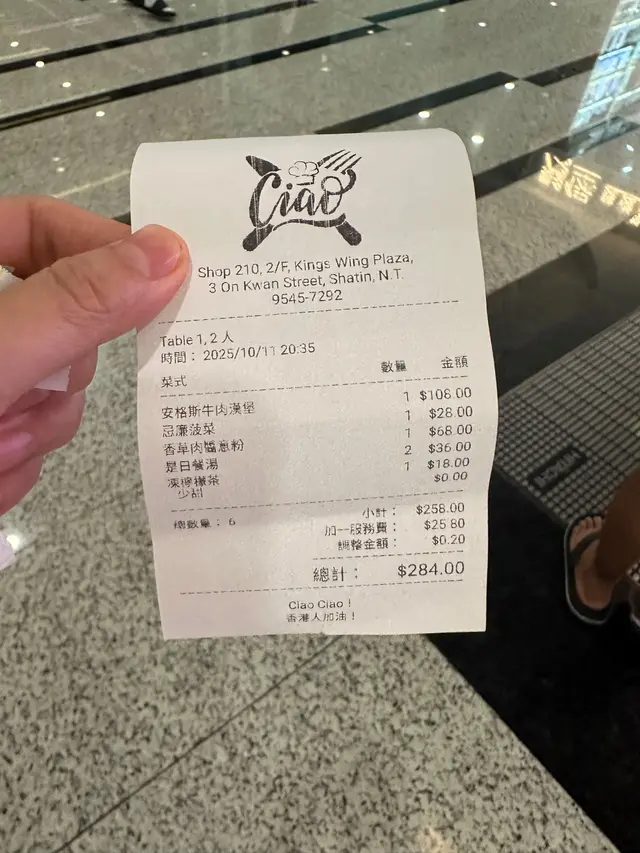 Ciao
Shop 210, 2/F, Kings Wing Plaza,
3 On Kwan Street, Shatin, N.T.
9545-7292
Table 1, 2 人
時間： 2025/10/11 20:35
菜式 數量 金額
安格斯牛肉漢堡 1 $108.00
忌廉菠菜 1 $28.00
香草肉醬意粉 1 $68.00
是日餐湯 2 $36.00
凍檸檬茶 1 $18.00
少甜 $0.00
總數量： 6 小計： $258.00
加一服務費： $25.80
調整金額： $0.20
總計： $284.00
Ciao Ciao !
香港人加油 !